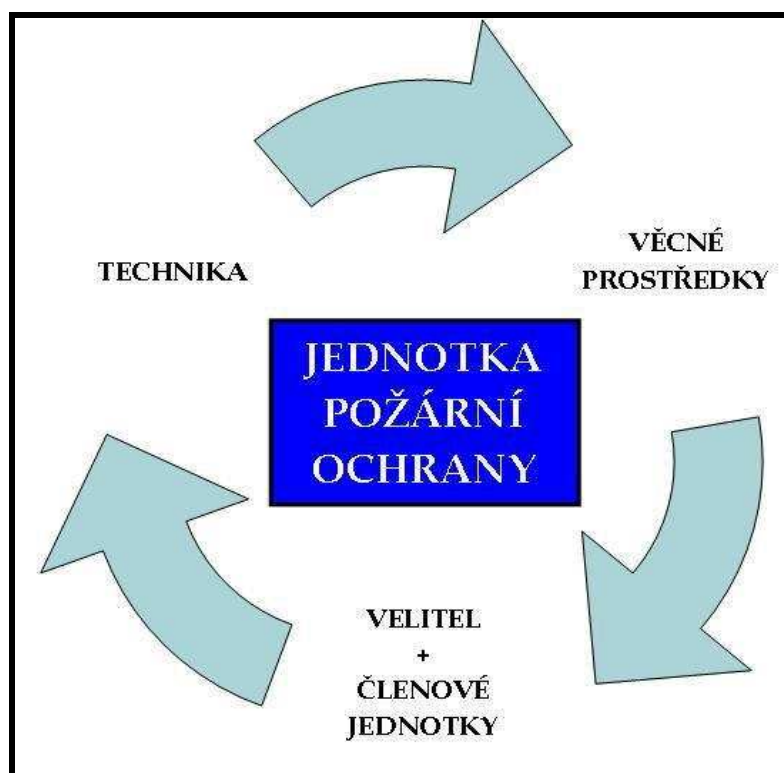 TECHNIKA
VĚCNÉ
PROSTŘEDKY
JEDNOTKA
POŽÁRNÍ
OCHRANY
VELITEL
+
ČLENOVÉ
JEDNOTKY